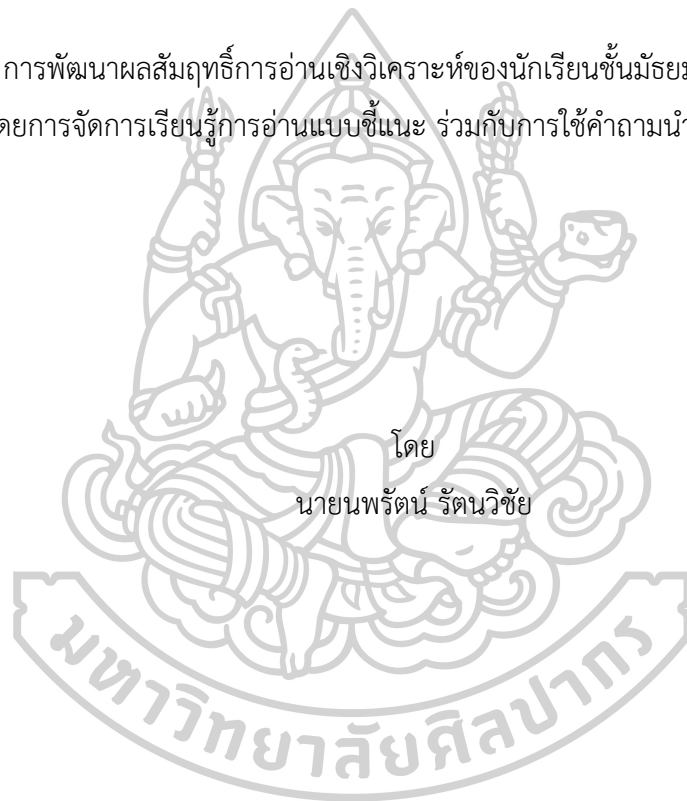 การพัฒนาผลสัมฤทธิ์การอ่านเชิงวิเคราะห์ของนักเรียนชั้นมัธยม
โดยการจัดการเรียนรู้การอ่านแบบชี้แนะ ร่วมกับการใช้คำถามนำ
โดย
นายนพรัตน์ รัตนวิชัย
มหาวิทยาลัยศิลปากร